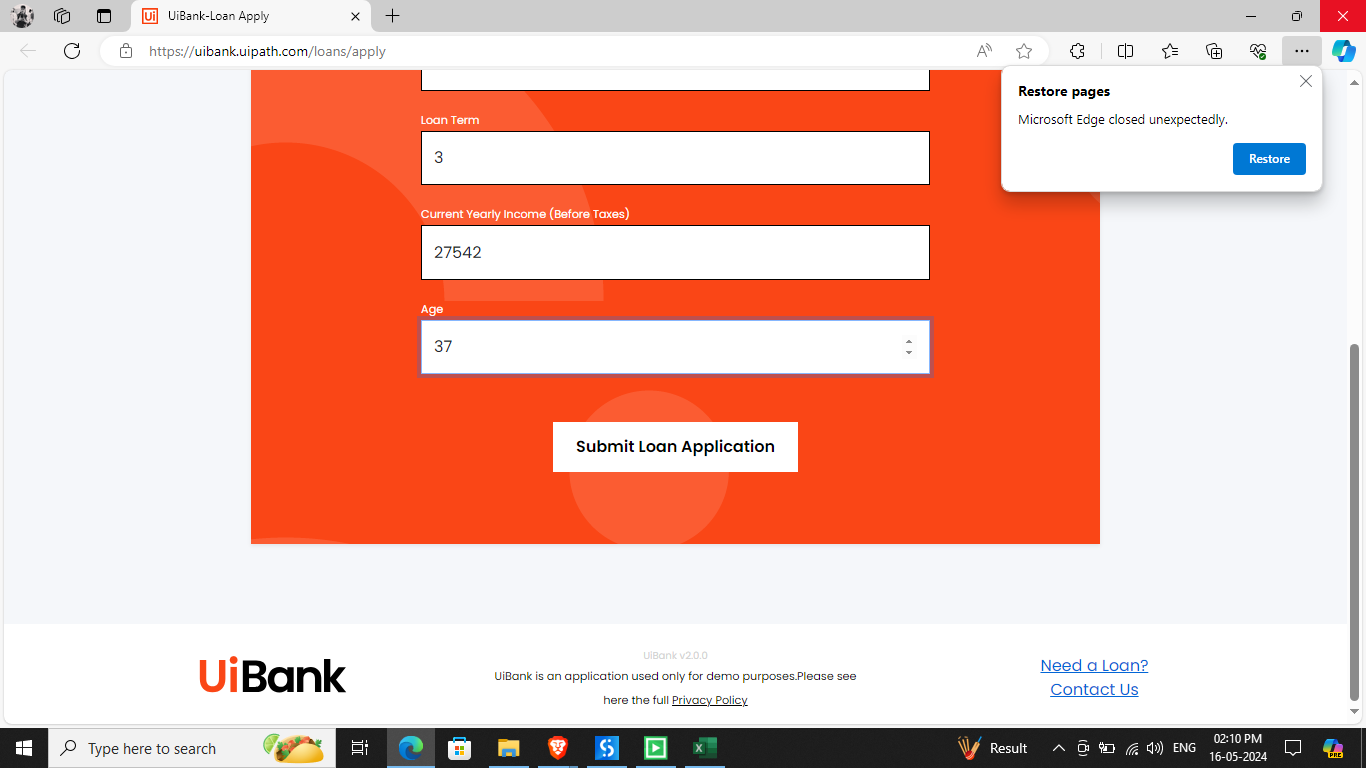 UiBank-Loan Apply
https://uibank.uipath.com/loans/apply
Restore pages
Microsoft Edge closed unexpectedly.
Restore
Loan Term
3
Current Yearly Income (Before Taxes)
27542
Age
37
Submit Loan Application
UiBank
UiBank v2.0.0
UiBank is an application used only for demo purposes.Please see
here the full Privacy Policy
Need a Loan?
Contact Us
Type here to search
Result
ENG
02:10 PM
16-05-2024
PRE